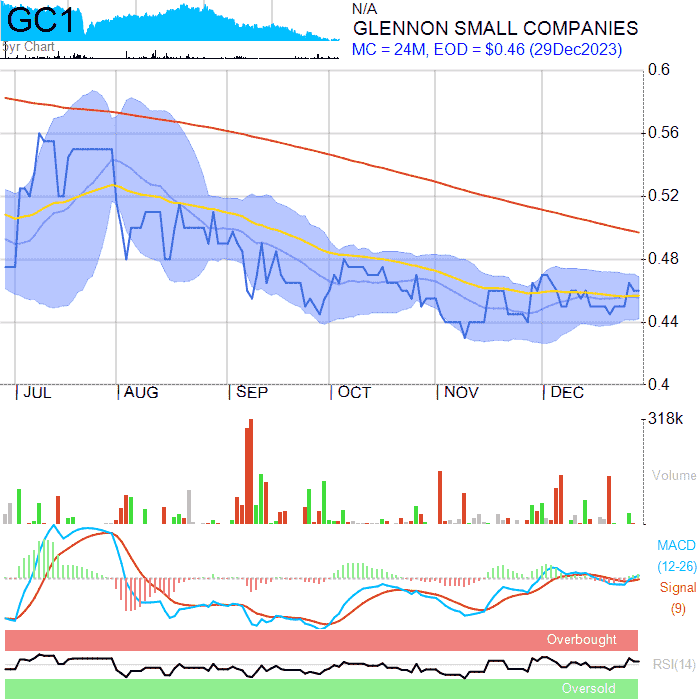 GC1
5yr Chart
N/A
GLENNON SMALL COMPANIES
MC = 24M, EOD = $0.46 (29Dec2023)
0.6
0.56
0.52
0.48
0.44
0.4
JUL AUG SEP OCT NOV DEC
318k
Volume
MACD
(12-26)
Signal
(9)
Overbought
RSI(14)
Oversold